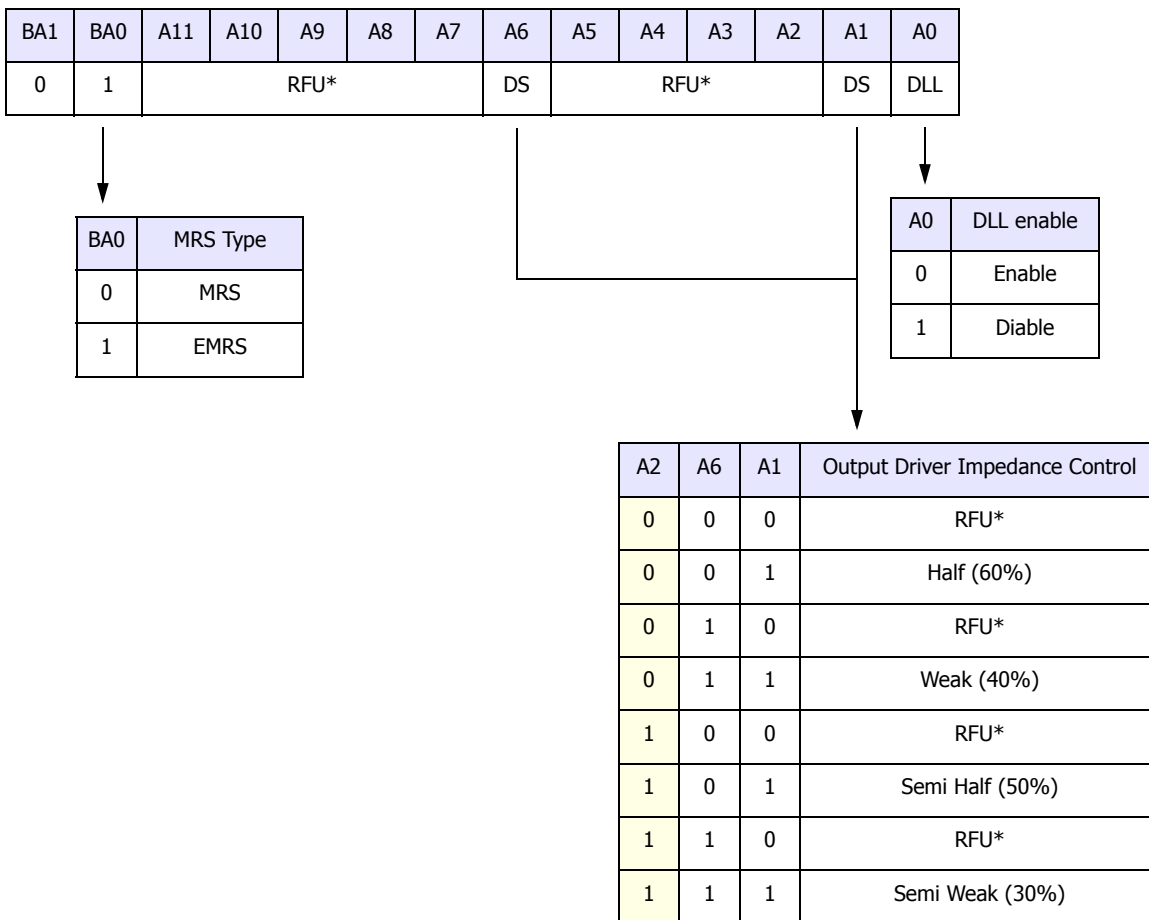 BA1 BA0 A11 A10 A9 A8 A7 A6 A5 A4 A3 A2 A1 A0
0 1 RFU* DS RFU* DS DLL
BA0 MRS Type
0 MRS
1 EMRS
A0 DLL enable
0 Enable
1 Diable
A2 A6 A1 Output Driver Impedance Control
0 0 0 RFU*
0 0 1 Half (60%)
0 1 0 RFU*
0 1 1 Weak (40%)
1 0 0 RFU*
1 0 1 Semi Half (50%)
1 1 0 RFU*
1 1 1 Semi Weak (30%)